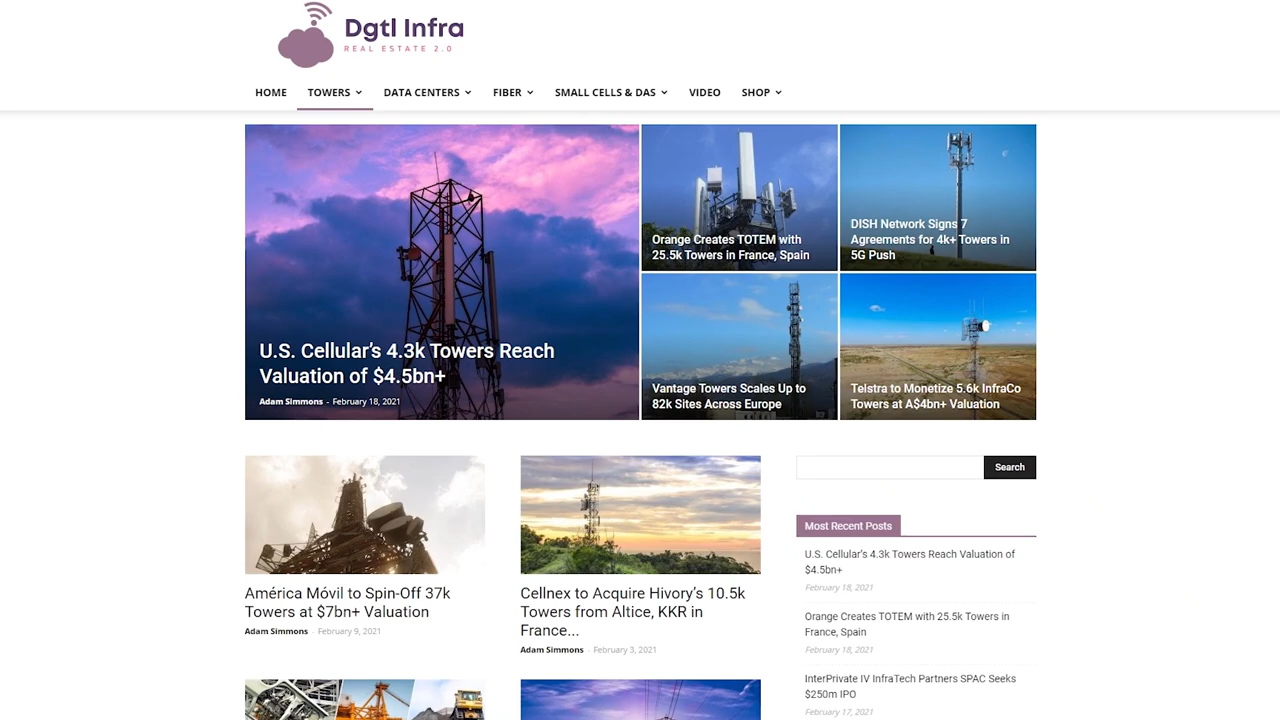 Dgtl Infra
REAL ESTATE 2.0
HOME TOWERS DATA CENTERS FIBER SMALL CELLS & DAS VIDEO SHOP
U.S. Cellular's 4.3k Towers Reach
Valuation of $4.5bn+
Adam Simmons - February 18, 2021
Orange Creates TOTEM with
25.5k Towers in France, Spain
DISH Network Signs 7
Agreements for 4k+ Towers in
5G Push
Vantage Towers Scales Up to
82k Sites Across Europe
Telstra to Monetize 5.6k InfraCo
Towers at A$4bn+ Valuation
América Móvil to Spin-Off 37k
Towers at $7bn+ Valuation
Adam Simmons - February 9, 2021
Cellnex to Acquire Hivory's 10.5k
Towers from Altice, KKR in
France...
Adam Simmons - February 3, 2021
Search
Most Recent Posts
U.S. Cellular's 4.3k Towers Reach Valuation of
$4.5bn+
February 18, 2021
Orange Creates TOTEM with 25.5k Towers in
France, Spain
February 18, 2021
InterPrivate IV InfraTech Partners SPAC Seeks
$250m IPO
February 17, 2021